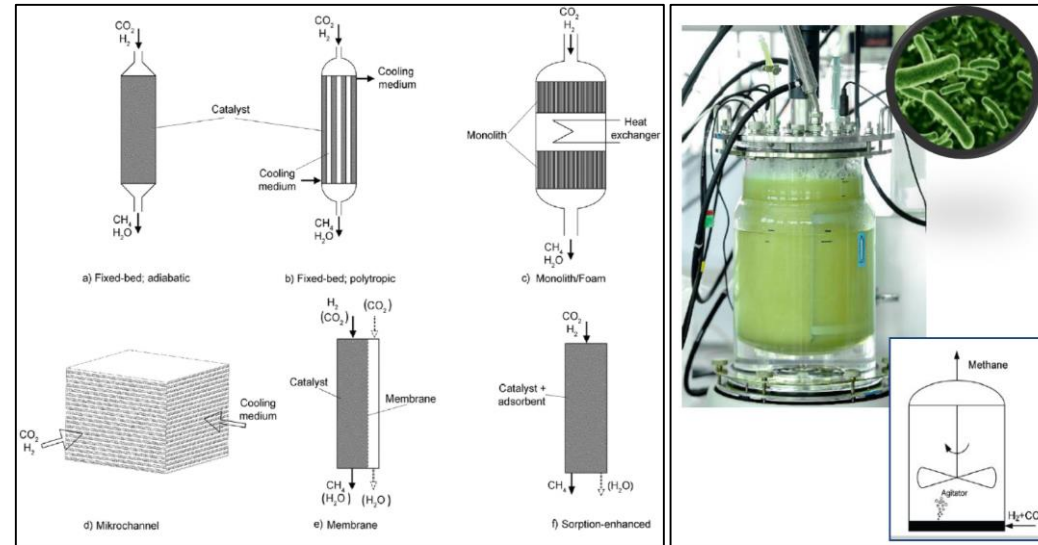 CO2
H2
Catalyst
CH4
H2O
a) Fixed-bed; adiabatic
CO2
H2
Cooling
medium
Cooling
medium
CH4
H2O
b) Fixed-bed; polytropic
CO2
H2
Monolith
Heat
exchanger
CH4
H2O
c) Monolith/Foam
CO2
H2
Cooling
medium
d) Mikrochannel
H2
(CO2)
(CO2)
Catalyst
Membrane
CH4
(H2O)
(H2O)
e) Membrane
CO2
H2
Catalyst +
adsorbent
CH4
(H2O)
f) Sorption-enhanced
Methane
Agitator
H2+CO